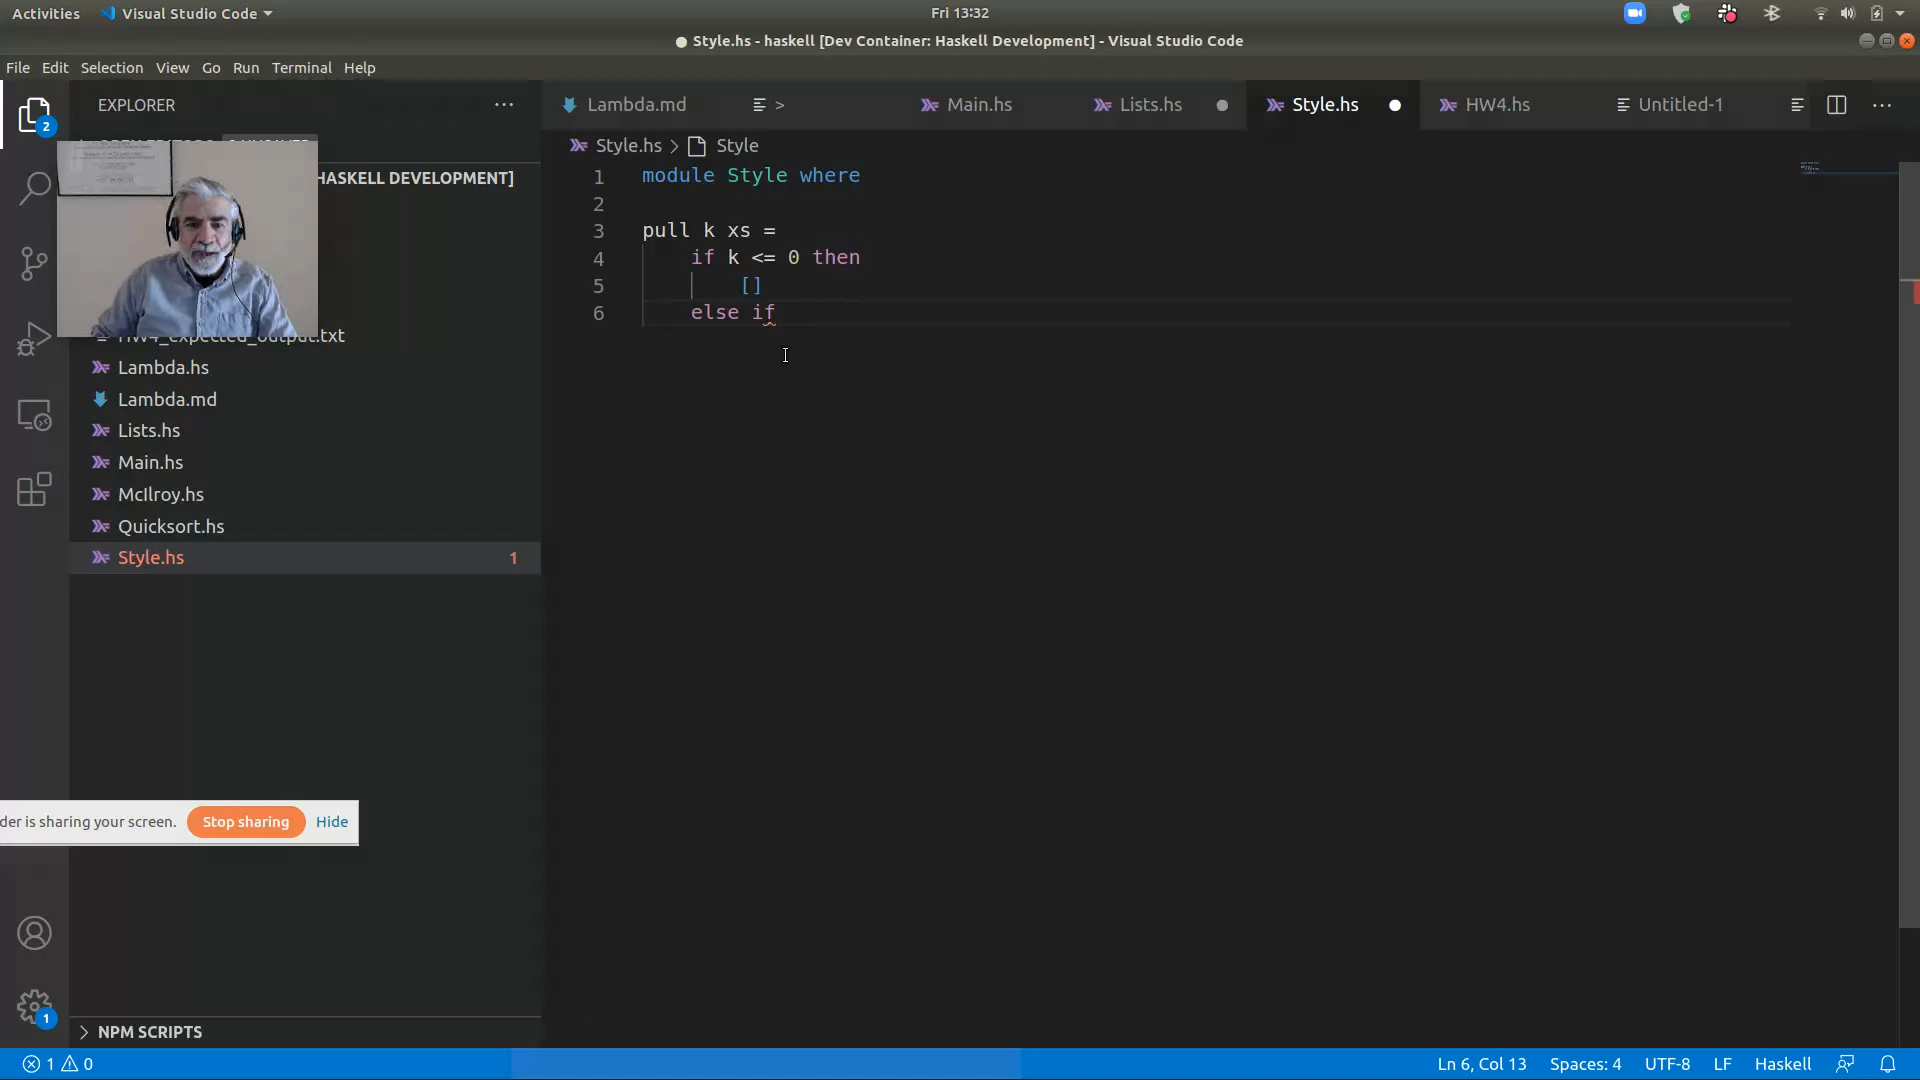 Activities
Visual Studio Code
Fri 13:32
● Style.hs - haskell [Dev Container: Haskell Development] - Visual Studio Code
File Edit Selection View Go Run Terminal Help
EXPLORER
2
HASKELL DEVELOPMENT]
HW4_expected_output.txt
Lambda.hs
Lambda.md
Lists.hs
Main.hs
McIlroy.hs
Quicksort.hs
Style.hs 1
Lambda.md
>
Main.hs
Lists.hs
Style.hs
HW4.hs
Untitled-1
Style.hs > Style
1 module Style where
2
3 pull k xs =
4 if k <= 0 then
5 []
6 else if
der is sharing your screen. Stop sharing Hide
1
NPM SCRIPTS
1 0
Ln 6, Col 13 Spaces: 4 UTF-8 LF Haskell